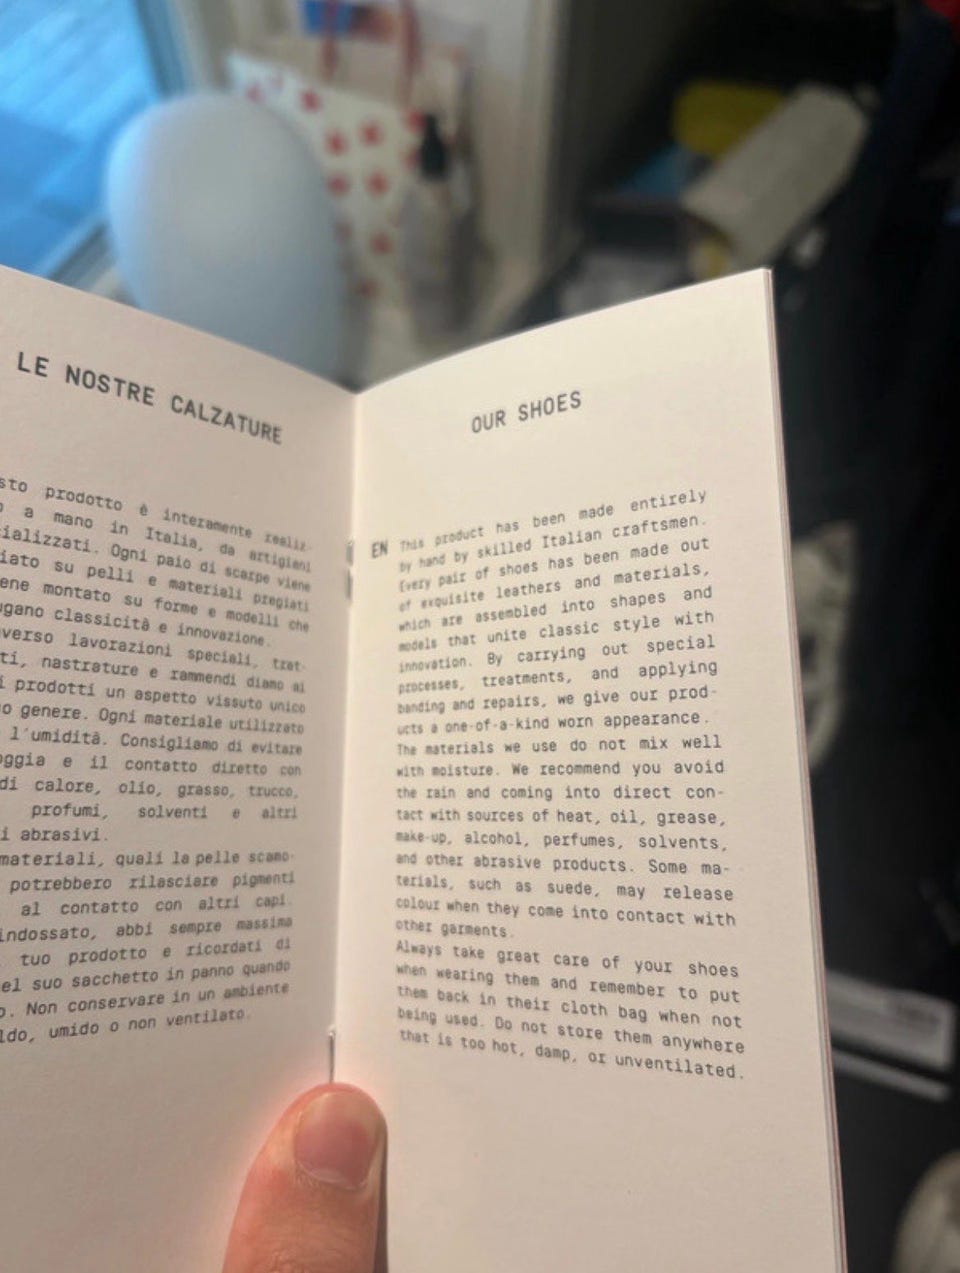 LE NOSTRE CALZATURE
sto prodotto è interamente realiz-
o a mano in Italia, da artigiani
ializzati. Ogni paio di scarpe viene
iato su pelli e materiali pregiati
ene montato su forme e modelli che
ugano classicità e innovazione.
verso lavorazioni speciali, trat-
ti, nastrature e rammendi diamo ai
i prodotti un aspetto vissuto unico
o genere. Ogni materiale utilizzato
l'umidità. Consigliamo di evitare
oggia e il contatto diretto con
di calore, olio, grasso, trucco,
profumi, solventi e altri
i abrasivi.
materiali, quali la pelle scamo-
potrebbero rilasciare pigmenti
al contatto con altri capi.
indossato, abbi sempre massima
tuo prodotto e ricordati di
el suo sacchetto in panno quando
o. Non conservare in un ambiente
ldo, umido o non ventilato.
OUR SHOES
EN This product has been made entirely
by hand by skilled Italian craftsmen.
Every pair of shoes has been made out
of exquisite leathers and materials,
which are assembled into shapes and
models that unite classic style with
innovation. By carrying out special
processes, treatments, and applying
banding and repairs, we give our prod-
ucts a one-of-a-kind worn appearance.
The materials we use do not mix well
with moisture. We recommend you avoid
the rain and coming into direct con-
tact with sources of heat, oil, grease,
make-up, alcohol, perfumes, solvents,
and other abrasive products. Some ma-
terials, such as suede, may release
colour when they come into contact with
other garments.
Always take great care of your shoes
when wearing them and remember to put
them back in their cloth bag when not
being used. Do not store them anywhere
that is too hot, damp, or unventilated.